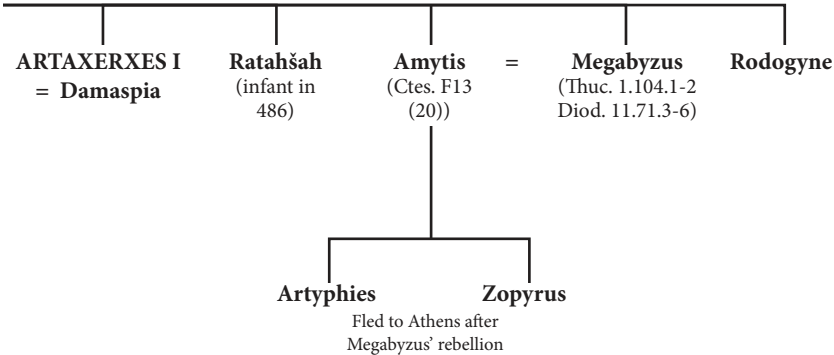 ARTAXERXES I
= Damaspia
Ratahšah
(infant in
486)
Amytis
(Ctes. F13
(20))
=
Megabyzus
(Thuc. 1.104.1-2
Diod. 11.71.3-6)
Rodogyne
Artyphies
Zopyrus
Fled to Athens after
Megabyzus’ rebellion